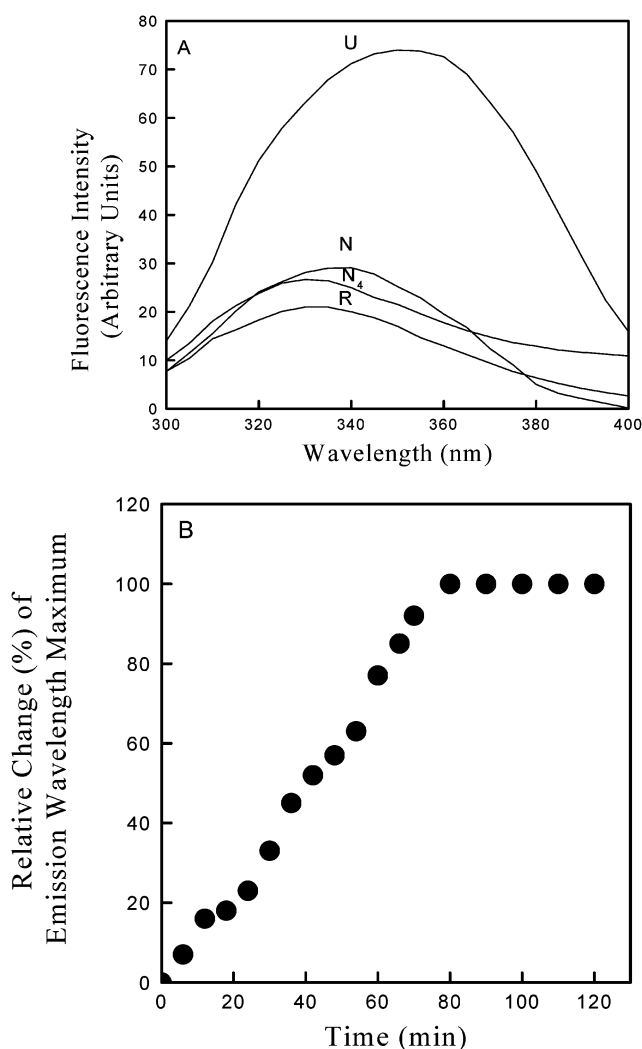 A
U
N
N4
R
80
70
60
50
40
30
20
10
0
300
320
340
360
380
400
Fluorescence Intensity
(Arbitrary Units)
Wavelength (nm)
B
120
100
80
60
40
20
0
0
20
40
60
80
100
120
Relative Change (%) of
Emission Wavelength Maximum
Time (min)